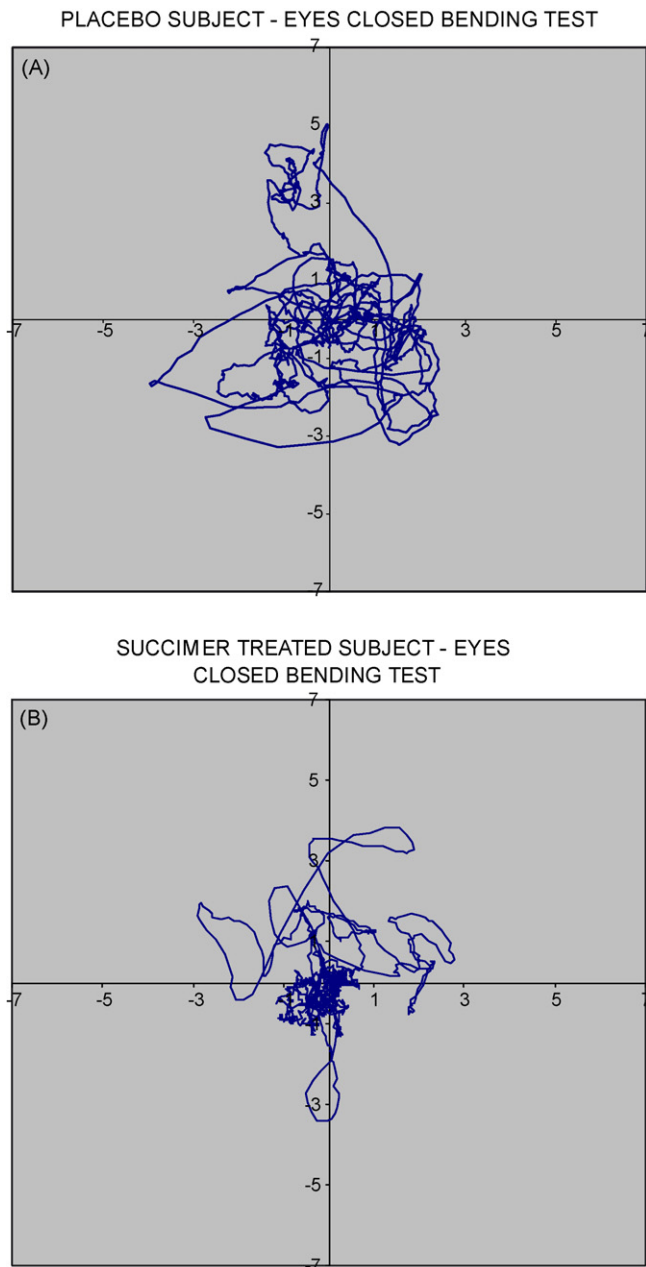 PLACEBO SUBJECT - EYES CLOSED BENDING TEST
7
(A)
5
3
1
-7 -5 -3 -1 1 3 5 7
-1
-3
-5
-7
SUCCIMER TREATED SUBJECT - EYES
CLOSED BENDING TEST
7
(B)
5
3
-7 -5 -3 -1 1 3 5 7
-3
-5
-7